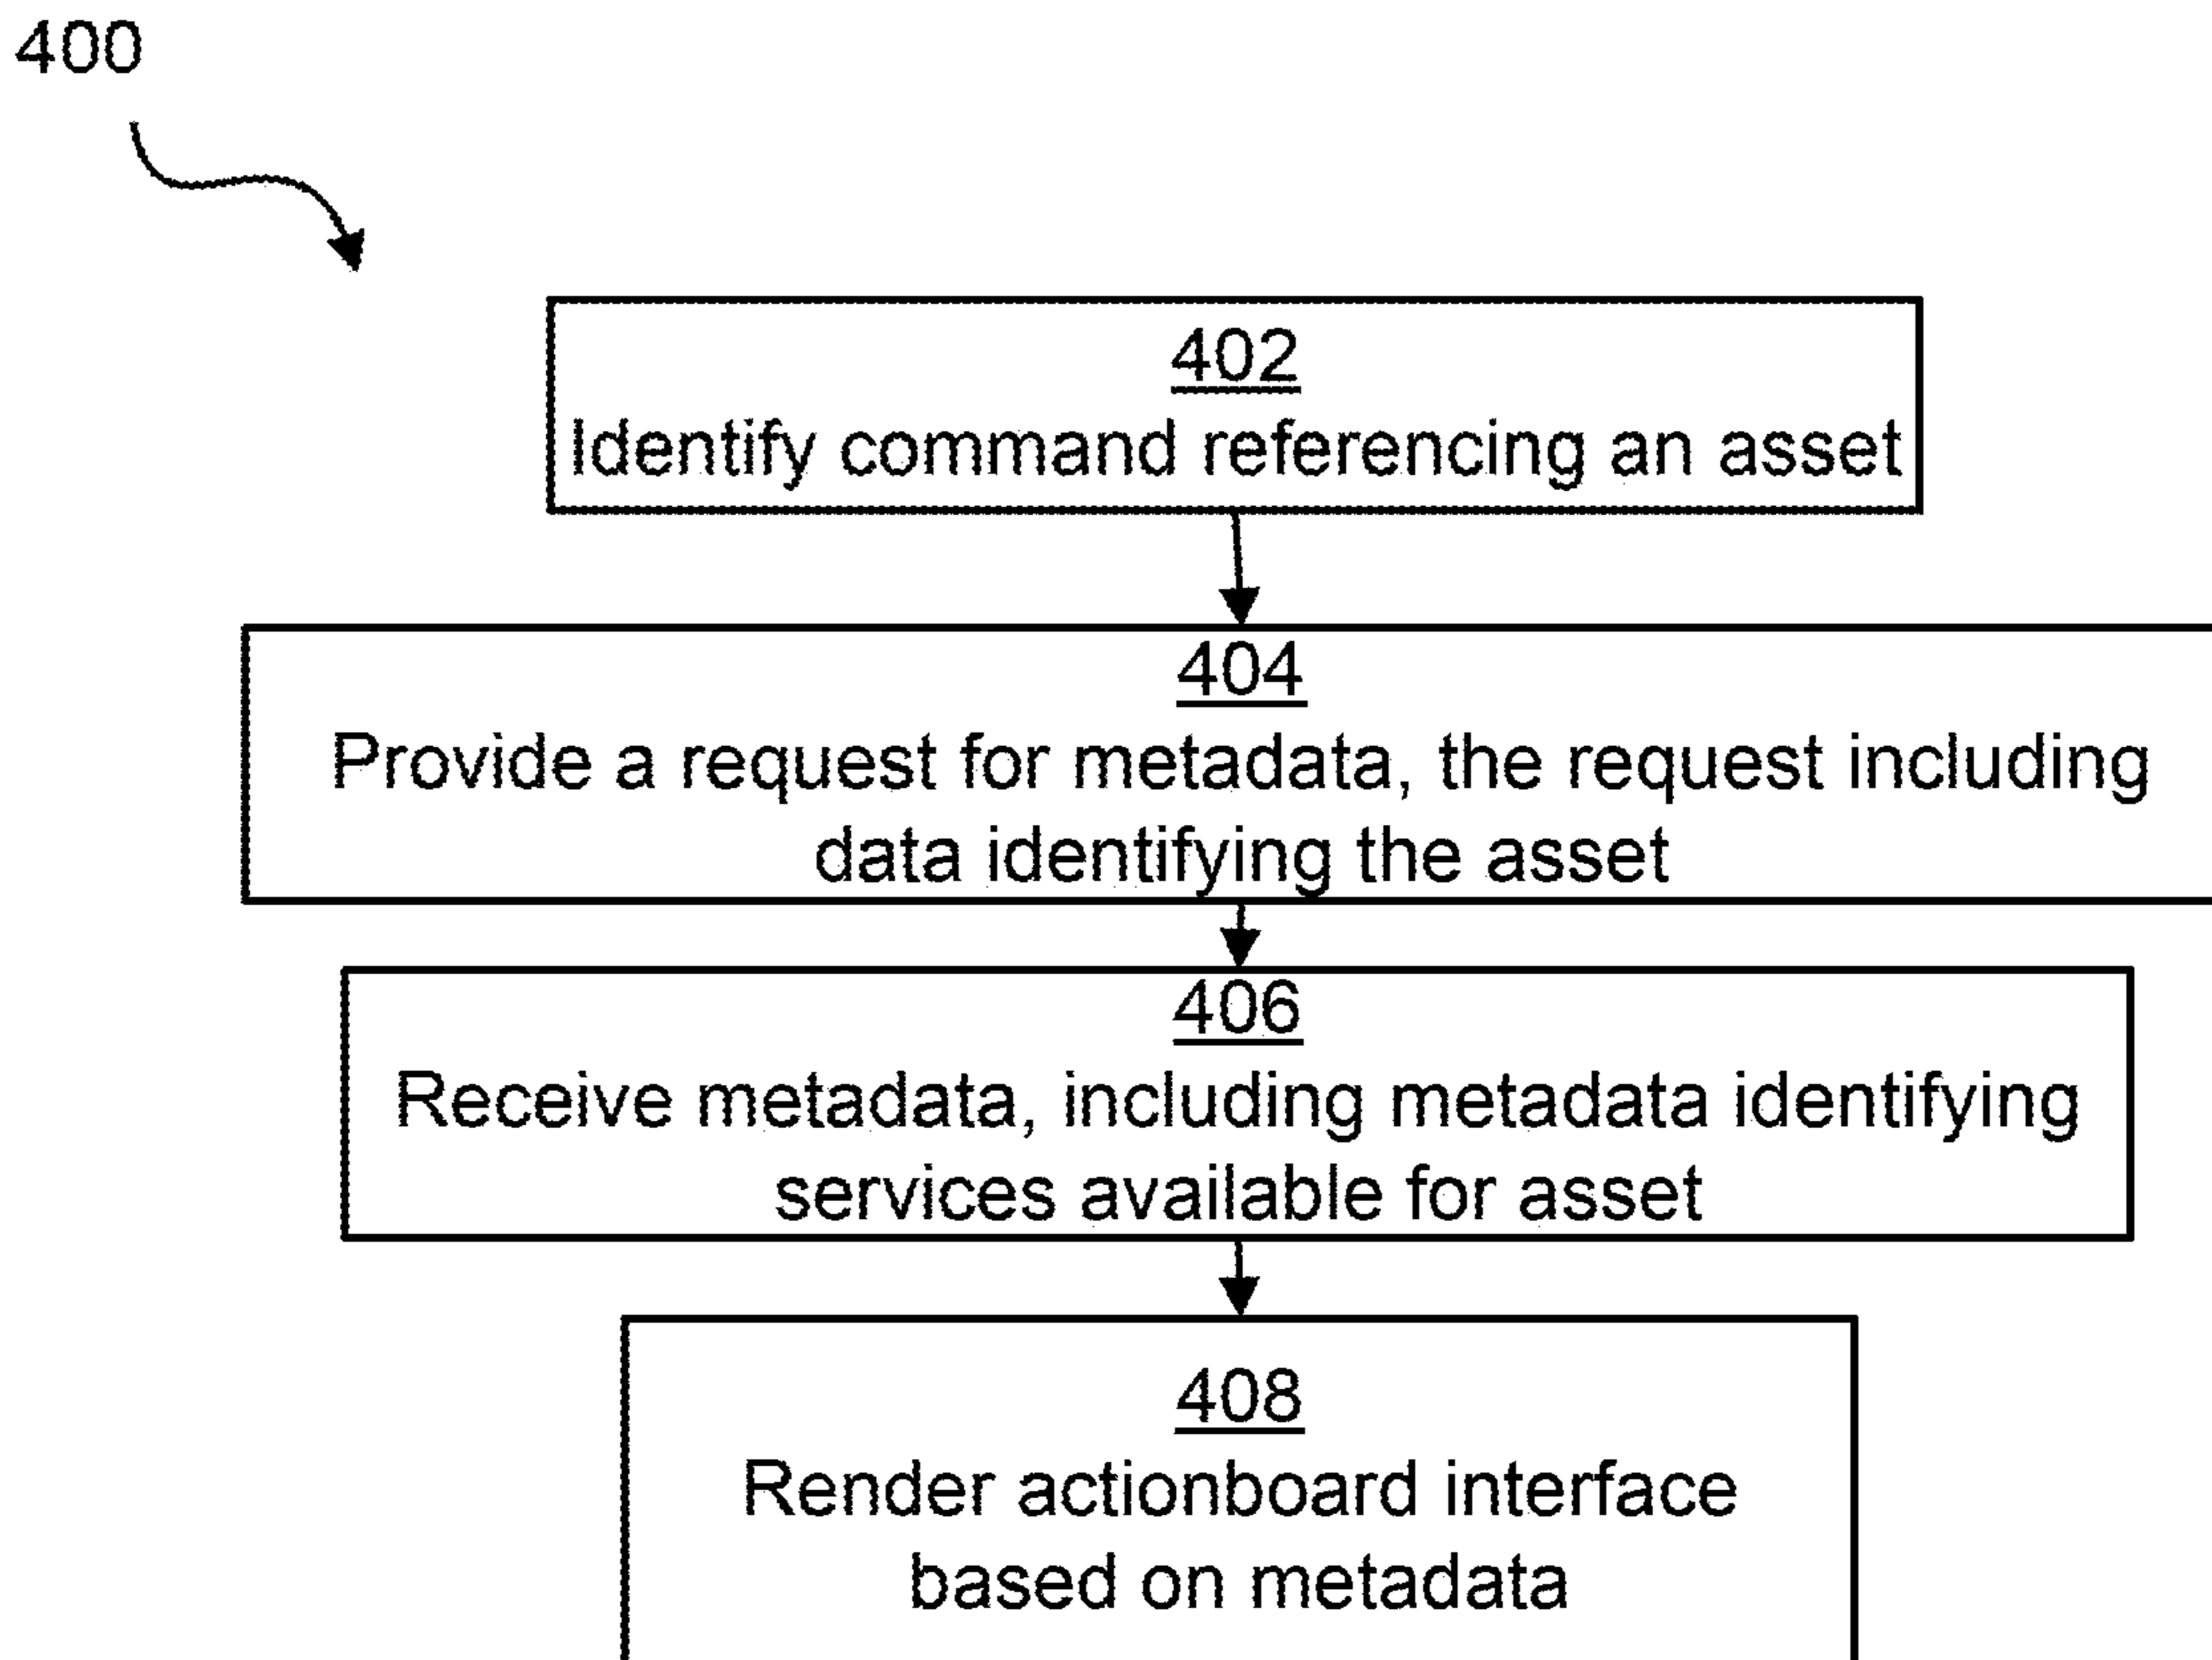 400
402
Identify command referencing an asset
404
Provide a request for metadata, the request including
data identifying the asset
406
Receive metadata, including metadata identifying
services available for asset
408
Render actionboard interface
based on metadata